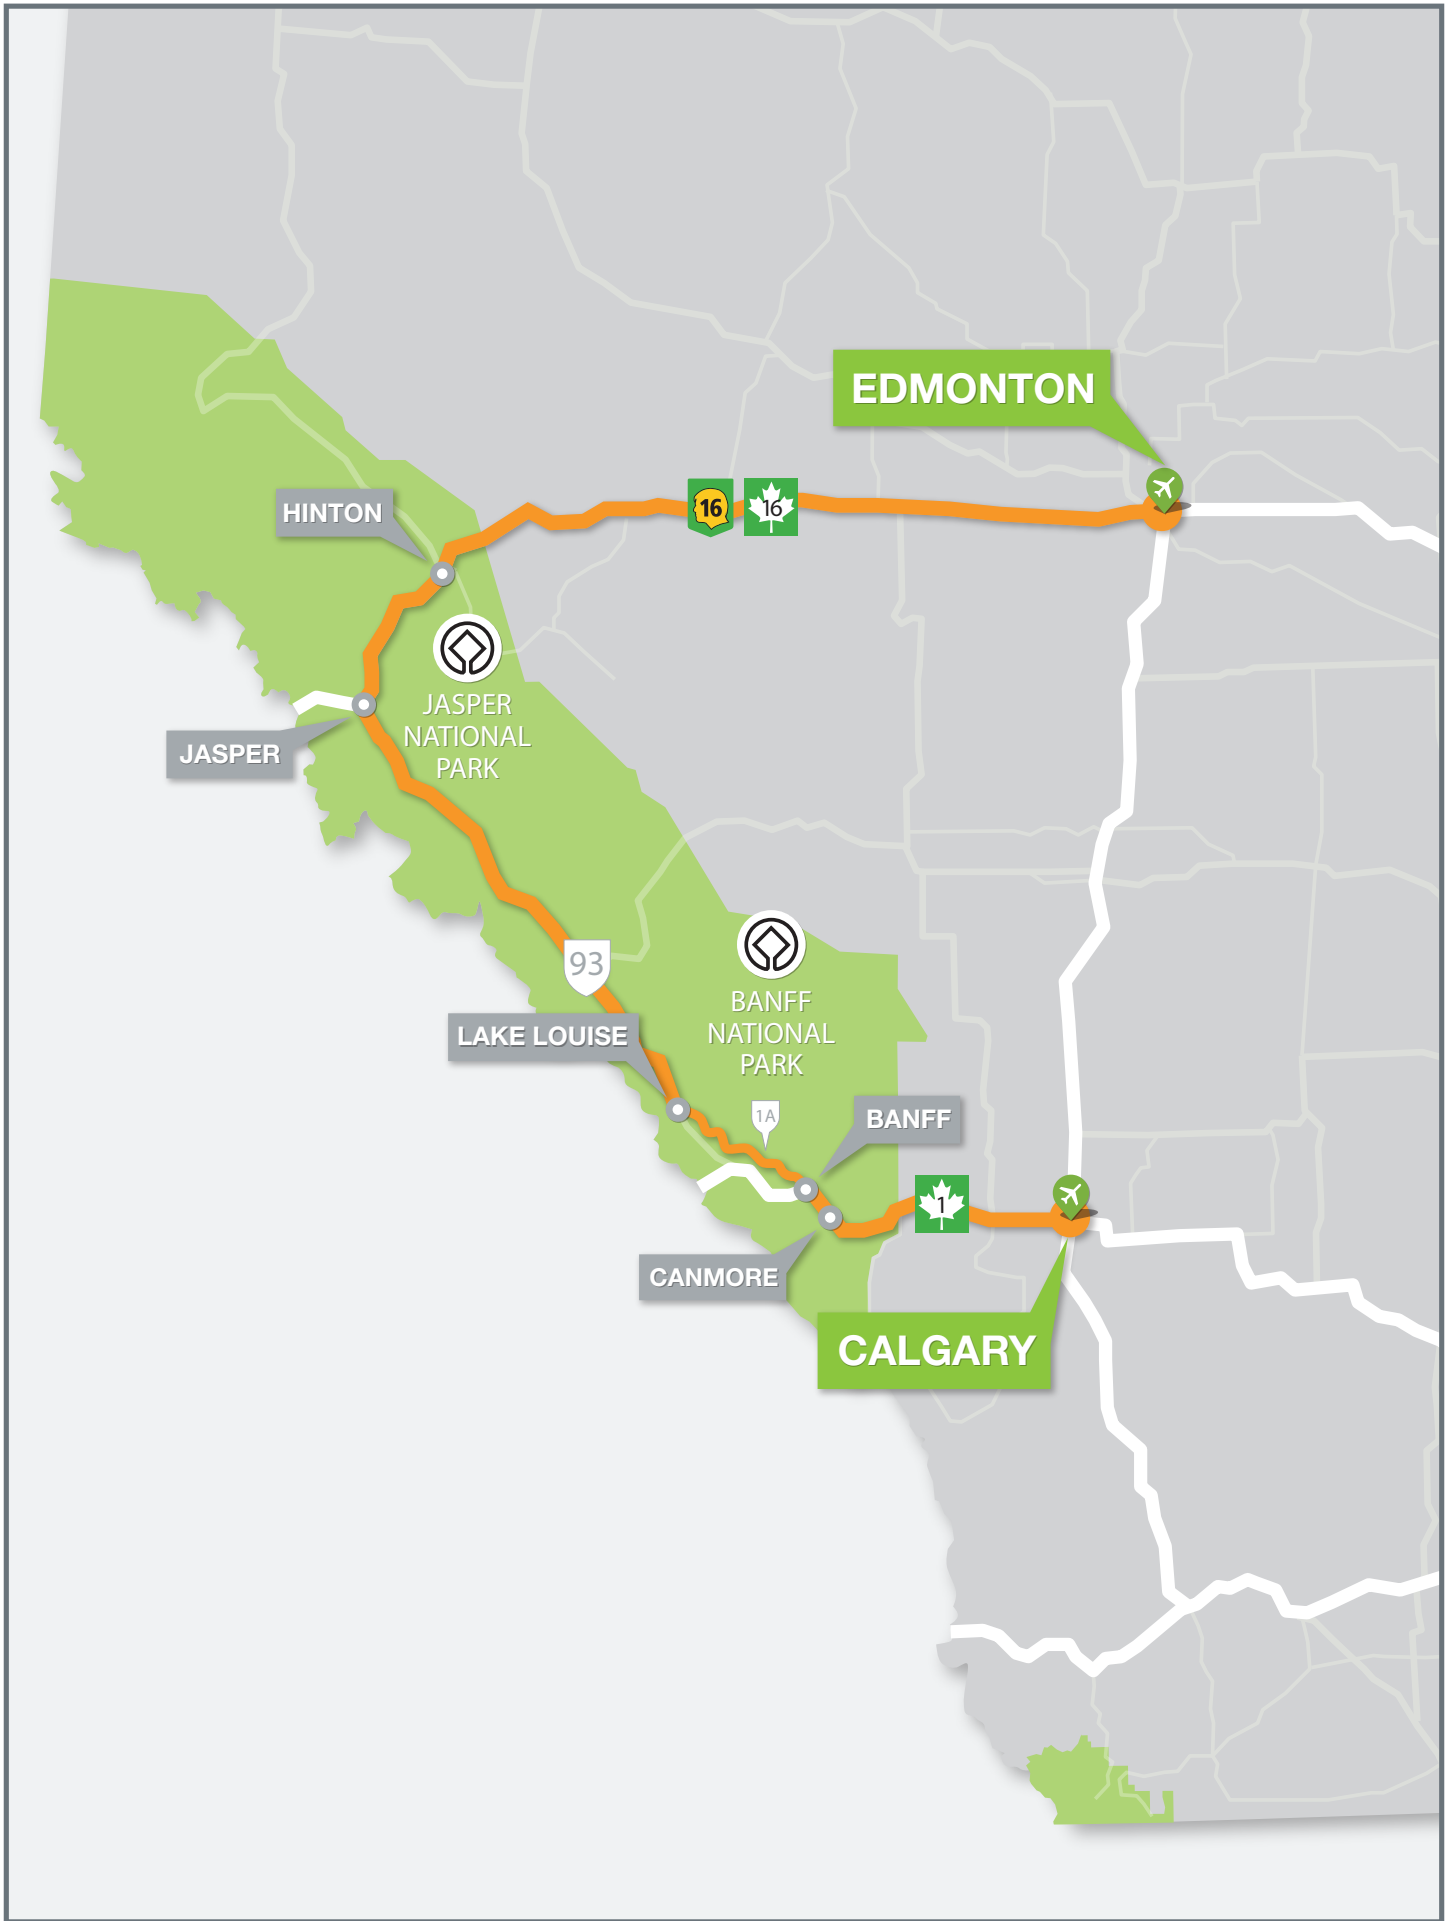 EDMONTON
16
16
HINTON
JASPER
NATIONAL
PARK
JASPER
93
BANFF
NATIONAL
PARK
LAKE LOUISE
1A
BANFF
1
CANMORE
CALGARY